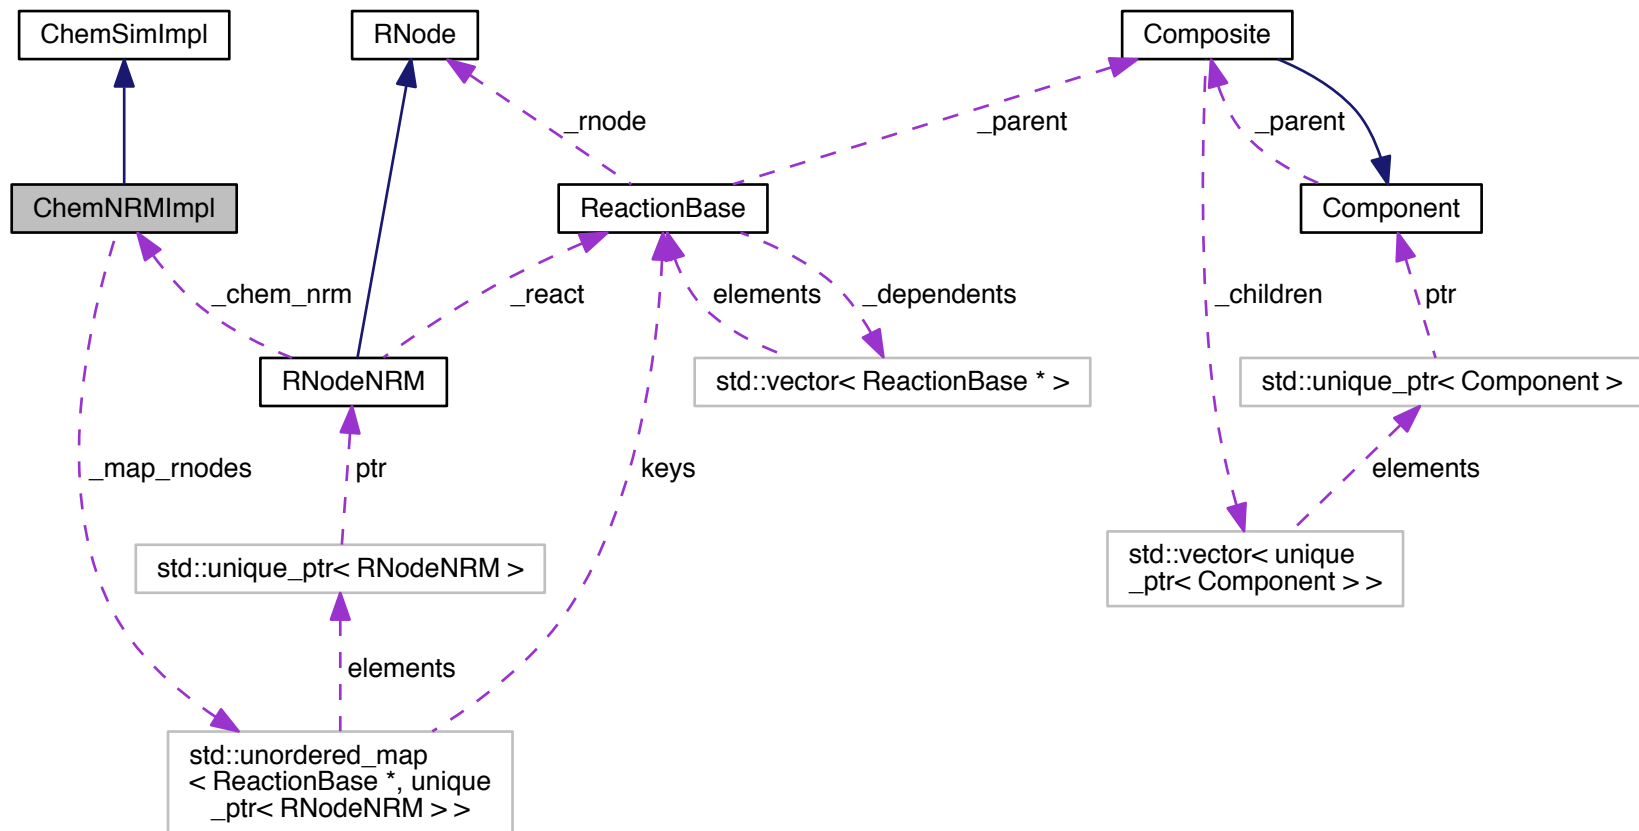 ChemSimImpl
RNode
Composite
_rnode
_parent
_parent
ChemNRMImpl
ReactionBase
Component
_chem_nrm
_react
elements
_dependents
_children
ptr
RNodeNRM
std::vector< ReactionBase * >
std::unique_ptr< Component >
_map_rnodes
ptr
keys
elements
std::unique_ptr< RNodeNRM >
std::vector< unique
_ptr< Component > >
elements
std::unordered_map
< ReactionBase *, unique
_ptr< RNodeNRM > >